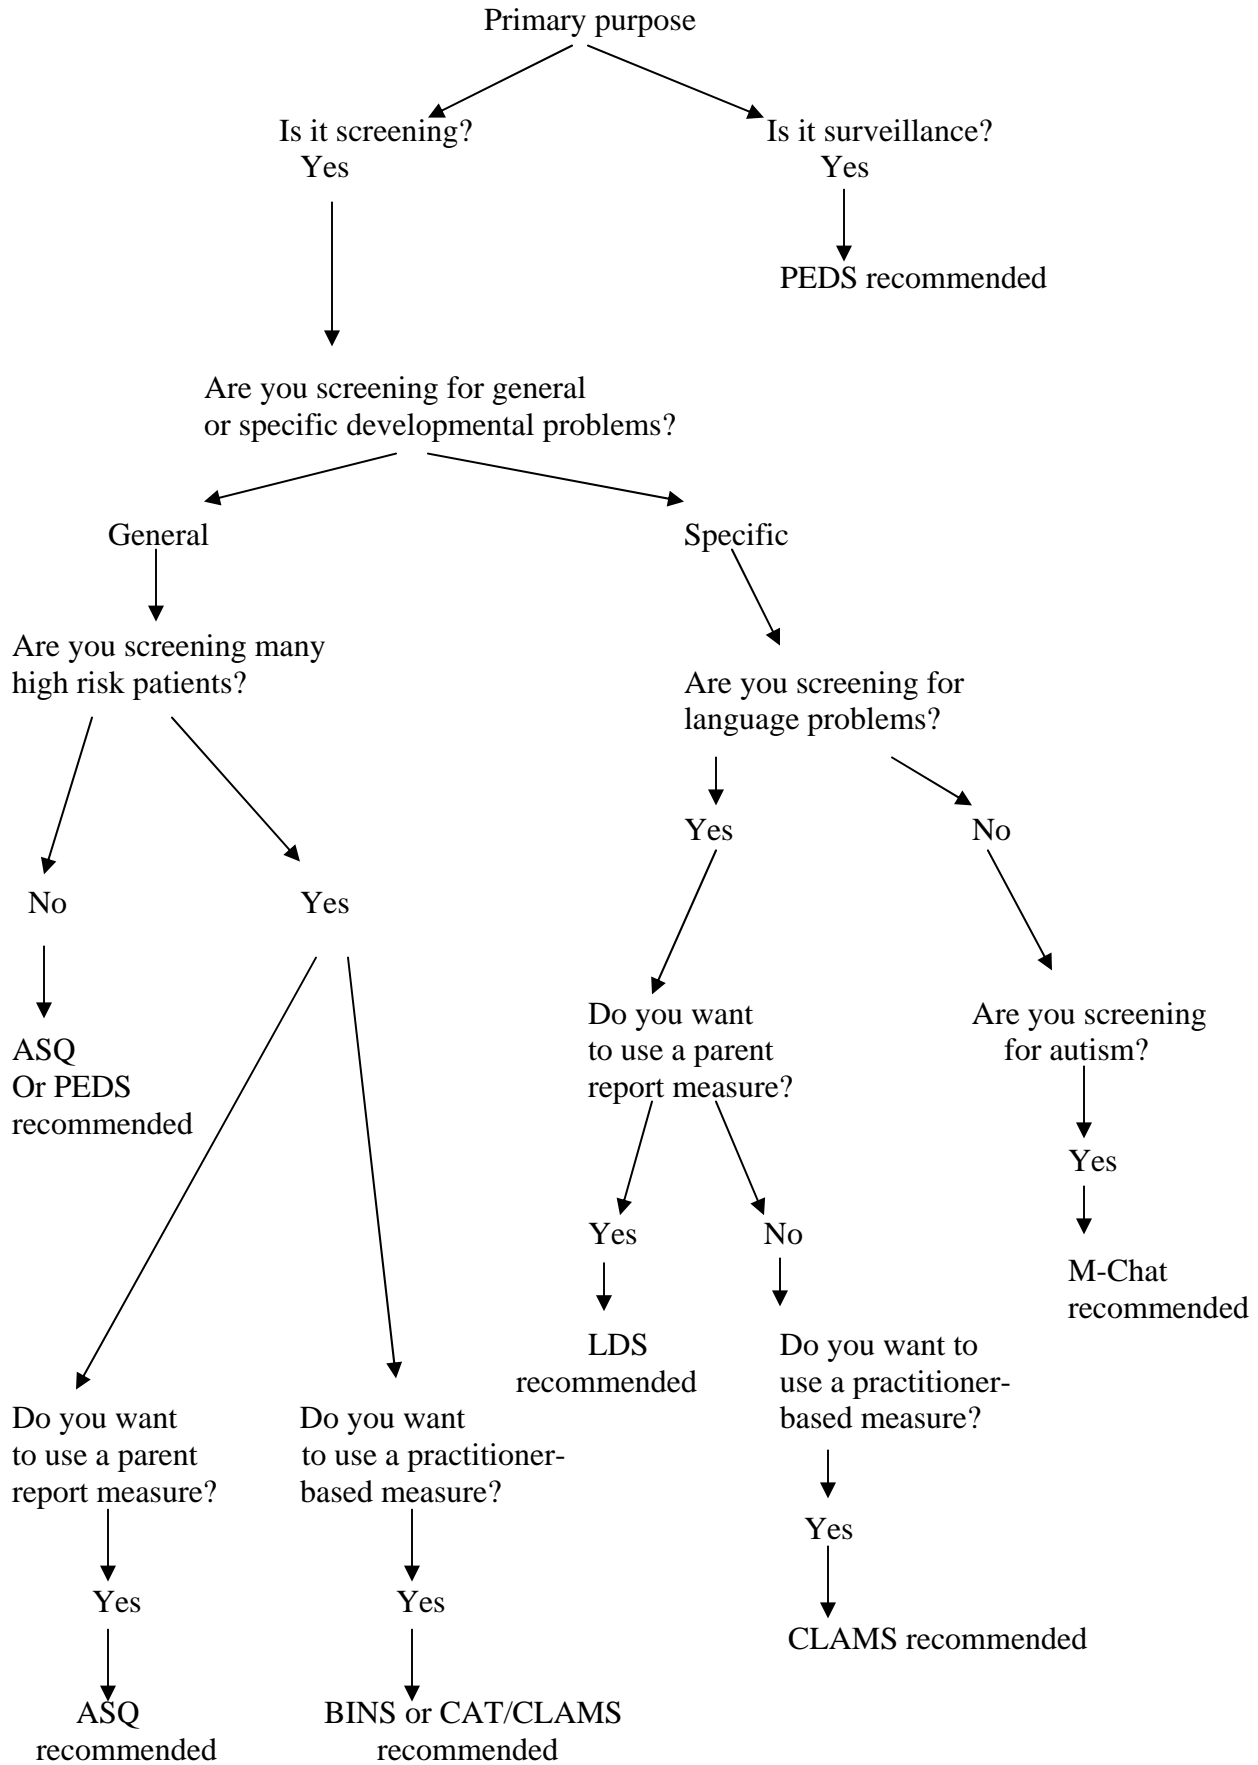 Primary purpose
Is it screening?
Yes
Is it surveillance?
Yes
PEDS recommended
Are you screening for general
or specific developmental problems?
General
Specific
Are you screening many
high risk patients?
Are you screening for
language problems?
Yes
No
No
Yes
ASQ
Or PEDS
recommended
Do you want
to use a parent
report measure?
Are you screening
for autism?
Yes
Yes
No
M-Chat
recommended
LDS
recommended
Do you want to
use a practitioner-
based measure?
Do you want
to use a parent
report measure?
Do you want
to use a practitioner-
based measure?
Yes
CLAMS recommended
Yes
Yes
ASQ
recommended
BINS or CAT/CLAMS
recommended